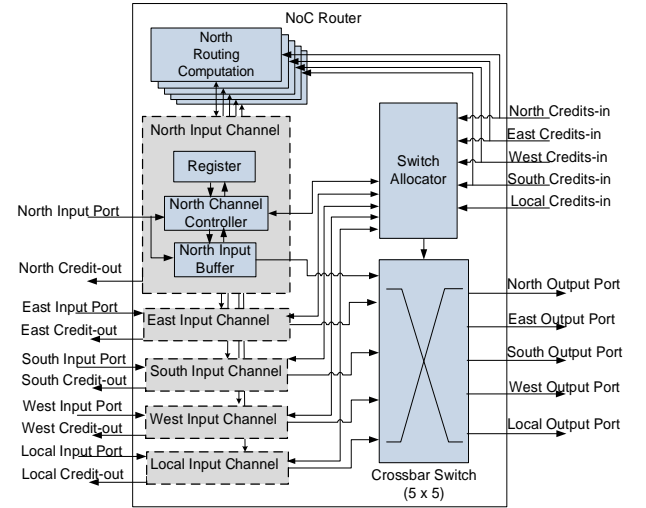 NoC Router
North
Routing
Computation
North Input Channel
Register
North Channel
Controller
North Input
Buffer
East Input Channel
South Input Channel
West Input Channel
Local Input Channel
Switch
Allocator
Crossbar Switch
(5 x 5)
North Input Port
North Credit-out
East Input Port
East Credit-out
South Input Port
South Credit-out
West Input Port
West Credit-out
Local Input Port
Local Credit-out
North Credits-in
East Credits-in
West Credits-in
South Credits-in
Local Credits-in
North Output Port
East Output Port
South Output Port
West Output Port
Local Output Port